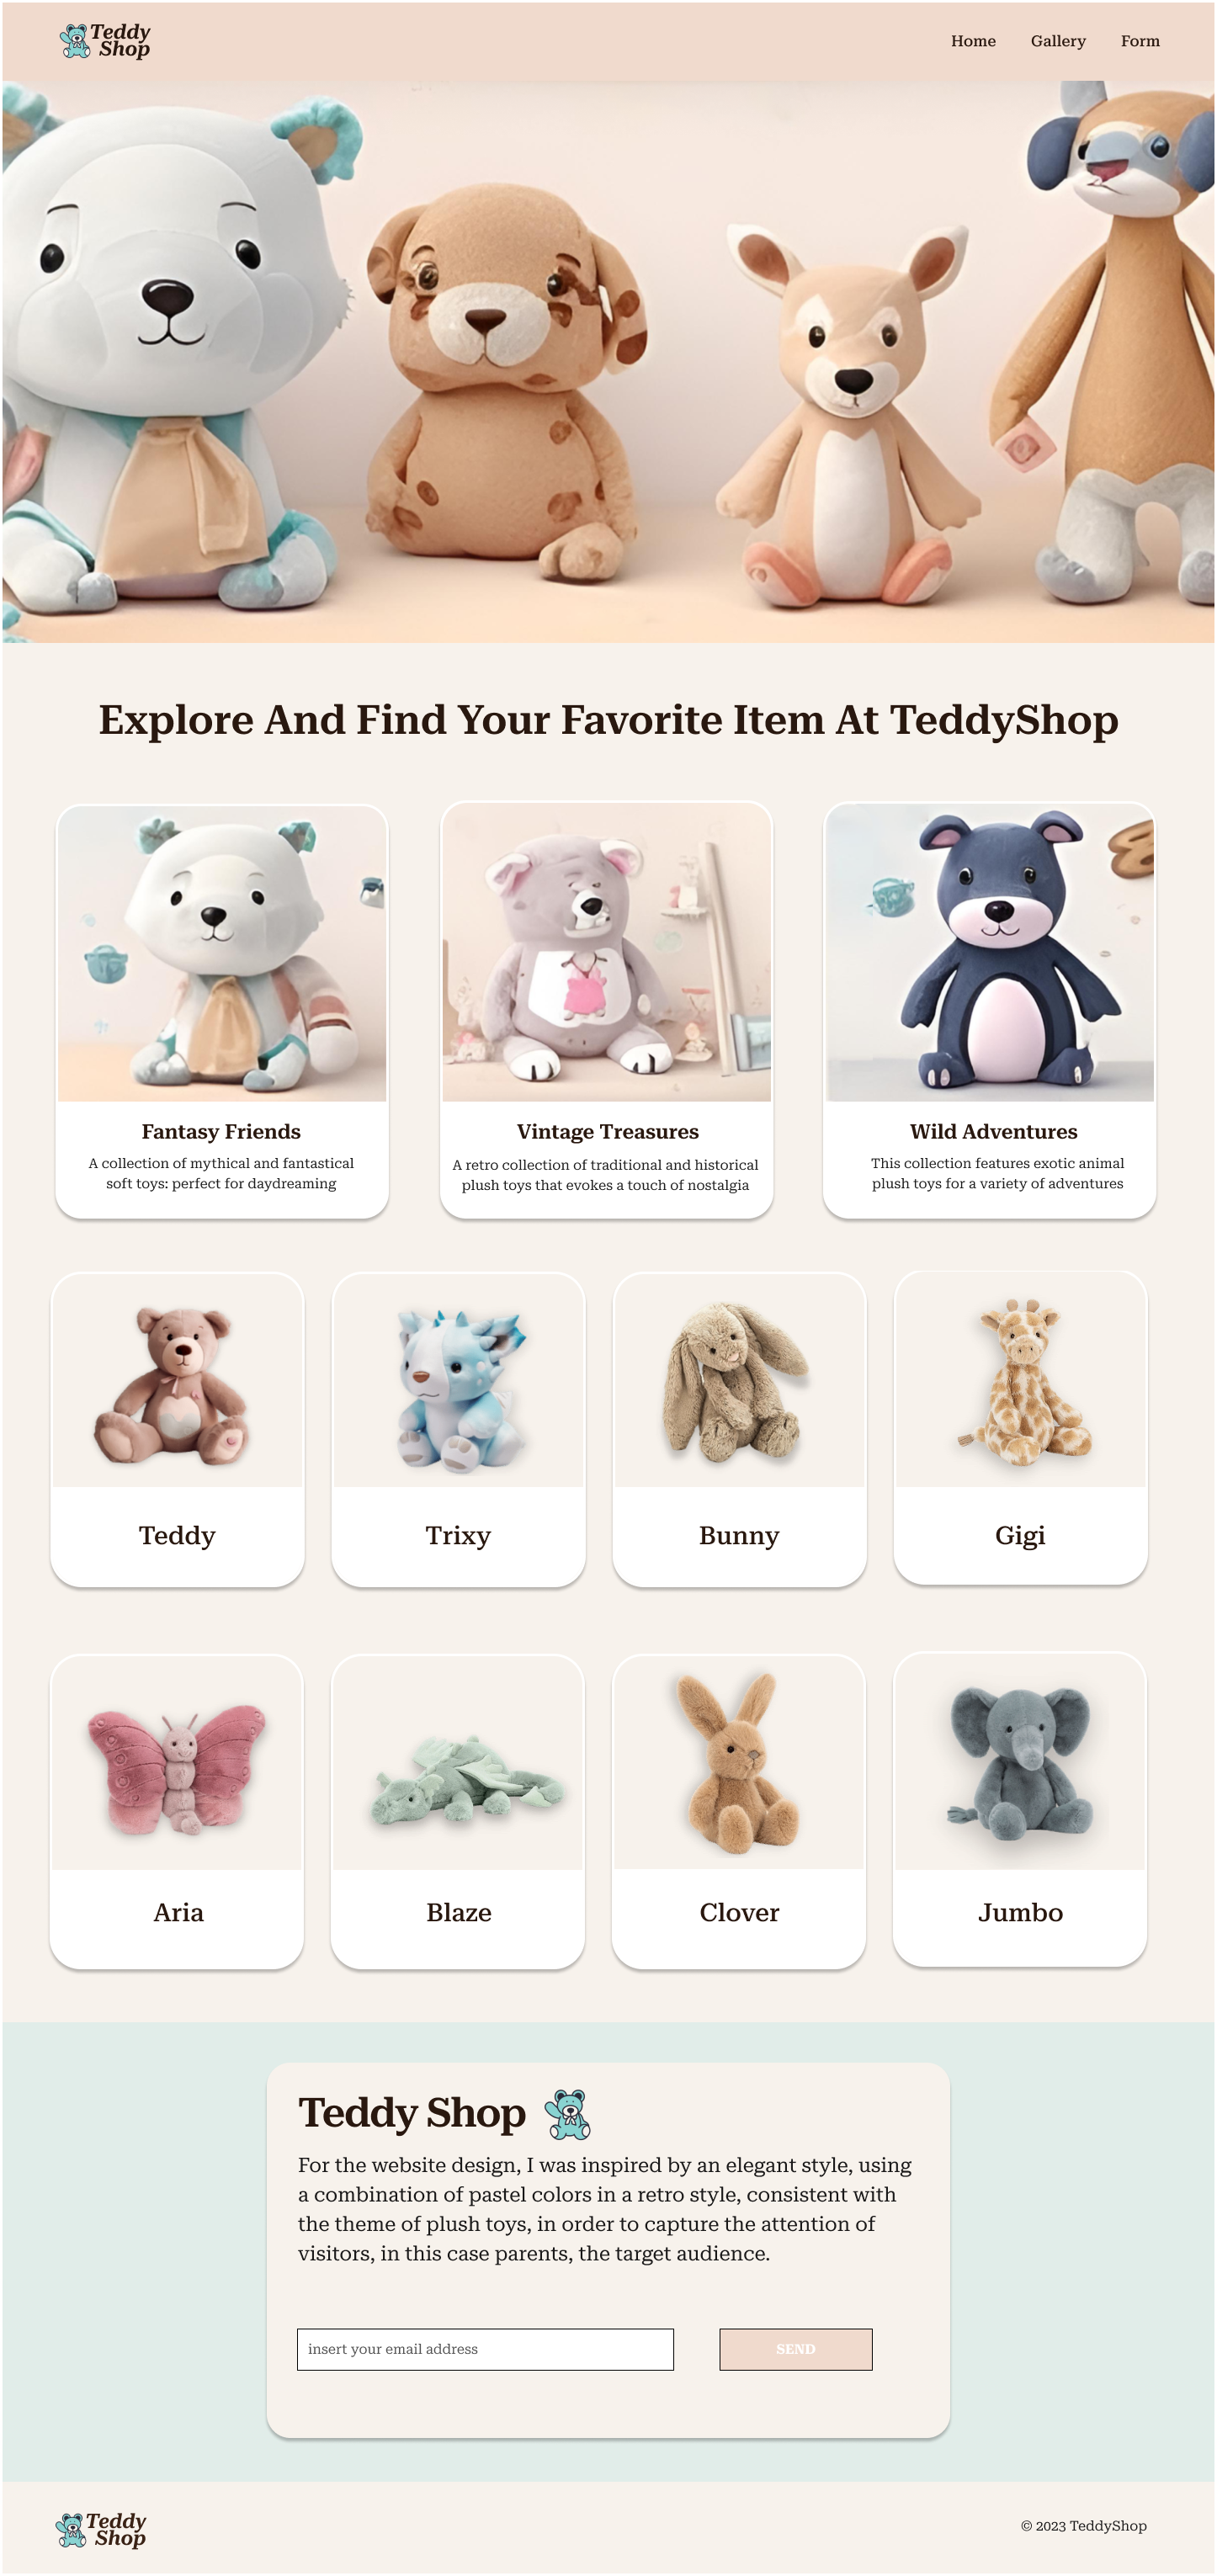 Teddy
Shop
Home Gallery Form
Explore And Find Your Favorite Item At TeddyShop
Fantasy Friends
A collection of mythical and fantastical
soft toys: perfect for daydreaming
Vintage Treasures
A retro collection of traditional and historical
plush toys that evokes a touch of nostalgia
Wild Adventures
This collection features exotic animal
plush toys for a variety of adventures
Teddy
Trixy
Bunny
Gigi
Aria
Blaze
Clover
Jumbo
Teddy Shop
For the website design, I was inspired by an elegant style, using
a combination of pastel colors in a retro style, consistent with
the theme of plush toys, in order to capture the attention of
visitors, in this case parents, the target audience.
insert your email address
SEND
Teddy
Shop
© 2023 TeddyShop